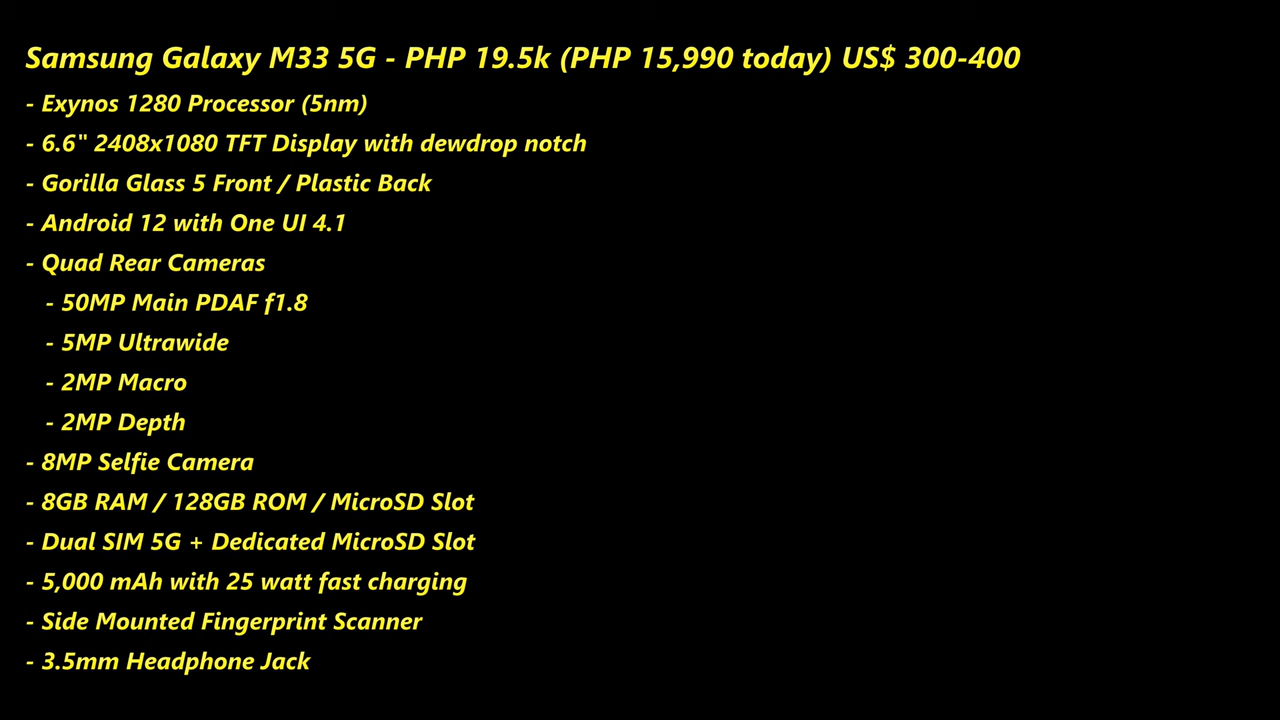 Samsung Galaxy M33 5G - PHP 19.5k (PHP 15,990 today) US$ 300-400
- Exynos 1280 Processor (5nm)
- 6.6" 2408x1080 TFT Display with dewdrop notch
- Gorilla Glass 5 Front / Plastic Back
- Android 12 with One UI 4.1
- Quad Rear Cameras
- 50MP Main PDAF f1.8
- 5MP Ultrawide
- 2MP Macro
- 2MP Depth
- 8MP Selfie Camera
- 8GB RAM / 128GB ROM / MicroSD Slot
- Dual SIM 5G + Dedicated MicroSD Slot
- 5,000 mAh with 25 watt fast charging
- Side Mounted Fingerprint Scanner
- 3.5mm Headphone Jack